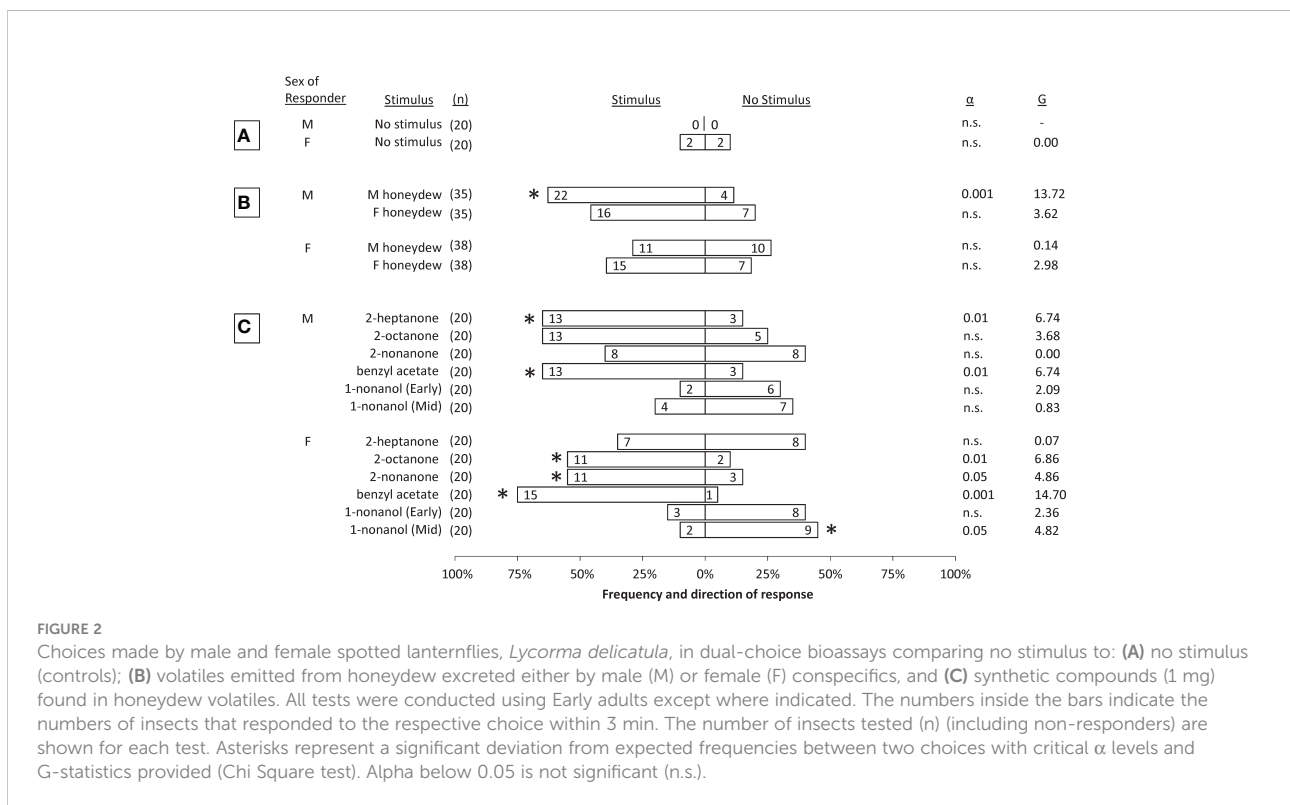 Sex of
Responder Stimulus (n) Stimulus No Stimulus α G
A
M No stimulus (20) 0 0 n.s. -
F No stimulus (20) 2 2 n.s. 0.00
B
M M honeydew (35) * 22 4 0.001 13.72
F honeydew (35) 16 7 n.s. 3.62
F M honeydew (38) 11 10 n.s. 0.14
F honeydew (38) 15 7 n.s. 2.98
C
M 2-heptanone (20) * 13 3 0.01 6.74
2-octanone (20) 13 5 n.s. 3.68
2-nonanone (20) 8 8 n.s. 0.00
benzyl acetate (20) * 13 3 0.01 6.74
1-nonanol (Early) (20) 2 6 n.s. 2.09
1-nonanol (Mid) (20) 4 7 n.s. 0.83
F 2-heptanone (20) 7 8 n.s. 0.07
2-octanone (20) * 11 2 0.01 6.86
2-nonanone (20) * 11 3 0.05 4.86
benzyl acetate (20) * 15 1 0.001 14.70
1-nonanol (Early) (20) 3 8 n.s. 2.36
1-nonanol (Mid) (20) 2 9 * 0.05 4.82
100% 75% 50% 25% 0% 25% 50% 75% 100%
Frequency and direction of response
FIGURE 2
Choices made by male and female spotted lanternflies, Lycorma delicatula, in dual-choice bioassays comparing no stimulus to: (A) no stimulus
(controls); (B) volatiles emitted from honeydew excreted either by male (M) or female (F) conspecifics, and (C) synthetic compounds (1 mg)
found in honeydew volatiles. All tests were conducted using Early adults except where indicated. The numbers inside the bars indicate the
numbers of insects that responded to the respective choice within 3 min. The number of insects tested (n) (including non-responders) are
shown for each test. Asterisks represent a significant deviation from expected frequencies between two choices with critical α levels and
G-statistics provided (Chi Square test). Alpha below 0.05 is not significant (n.s.).